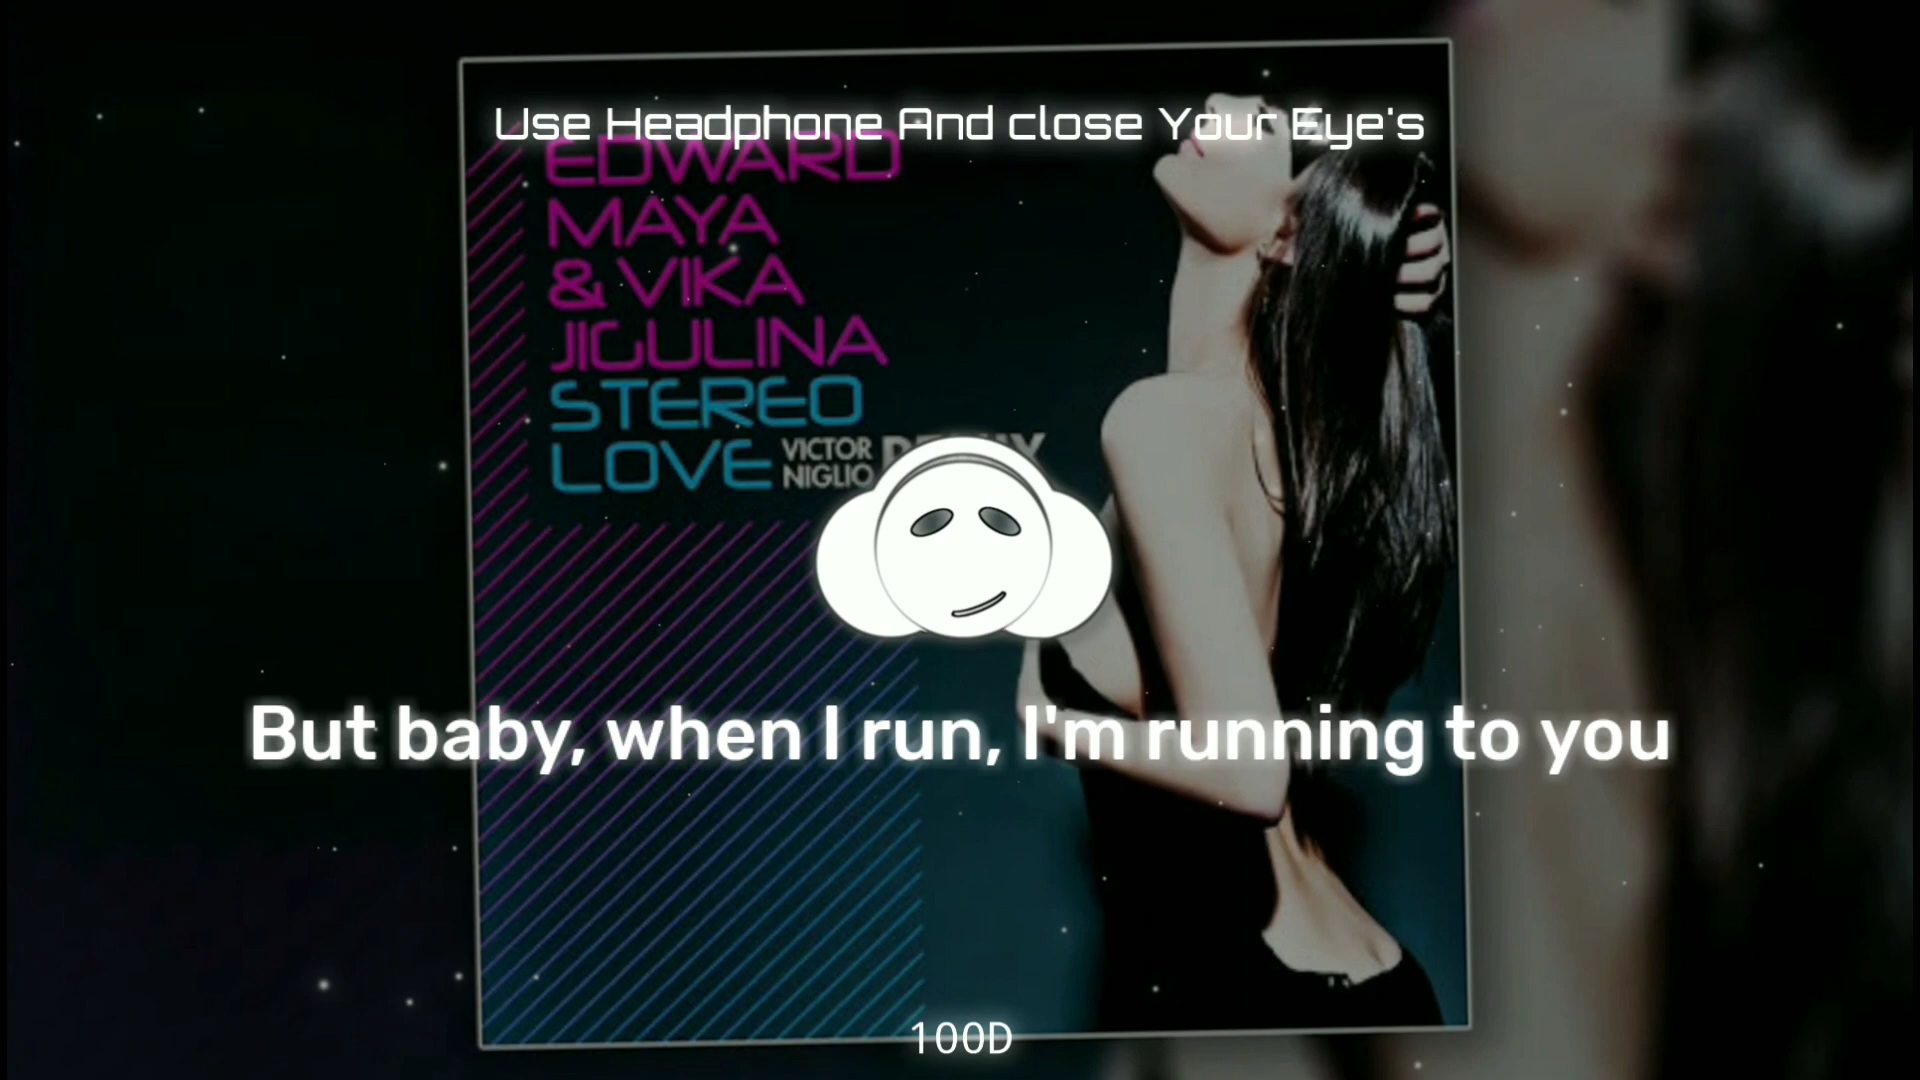 Use Headphone And close Your Eye's
EDWARD
MAYA
& VIKA
JIGULINA
STEREO
LOVE
VICTOR
NIGLIO
But baby, when I run, I'm running to you
100D